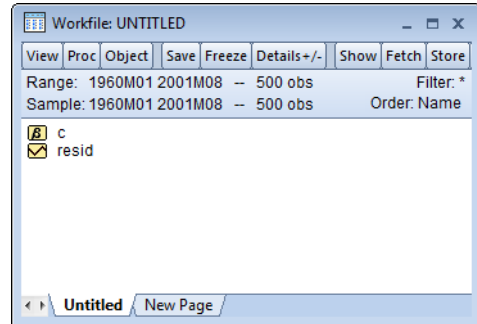 Workfile: UNTITLED
View Proc Object Save Freeze Details+/- Show Fetch Store
Range: 1960M01 2001M08 -- 500 obs Filter: *
Sample: 1960M01 2001M08 -- 500 obs Order: Name
β c
resid
Untitled New Page